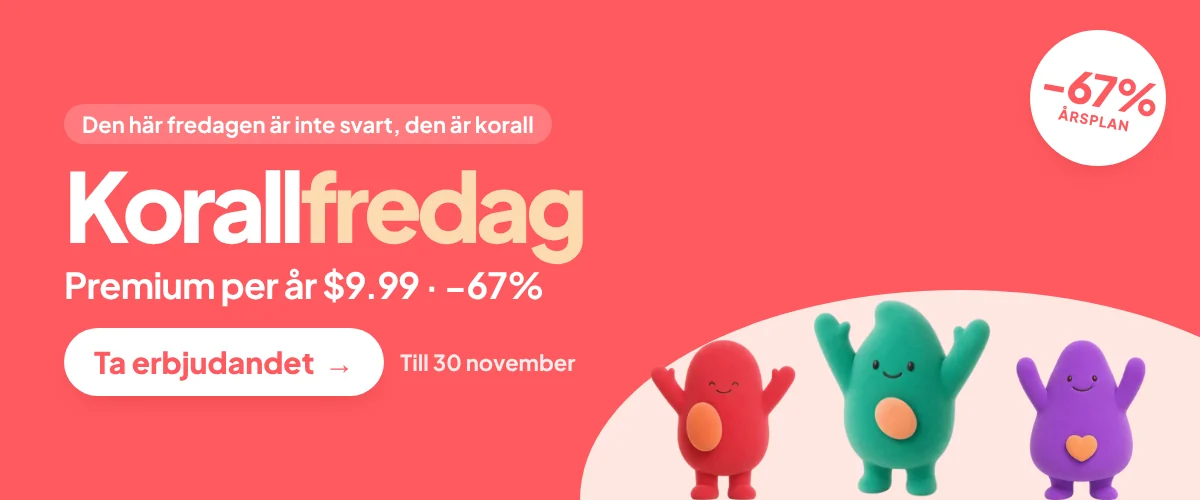 Den här fredagen är inte svart, den är korall
Korallfredag
Premium per år $9.99 · −67%
Ta erbjudandet →
Till 30 november
−67%
ÅRSPLAN